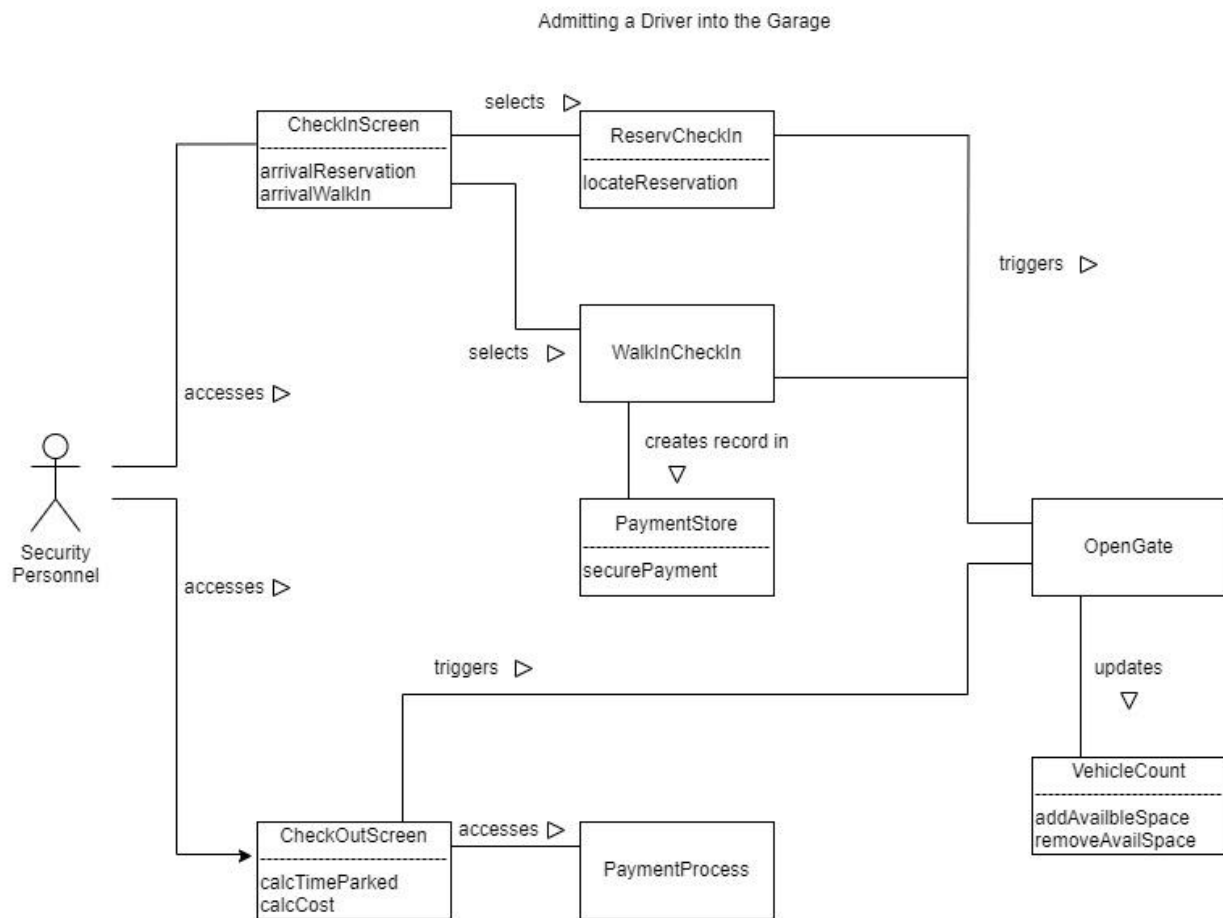 Admitting a Driver into the Garage
selects
CheckInScreen
arrivalReservation
arrivalWalkIn
ReservCheckIn
locateReservation
triggers
selects
WalkInCheckIn
accesses
creates record in
Security
Personnel
PaymentStore
securePayment
OpenGate
accesses
triggers
updates
VehicleCount
addAvailbleSpace
removeAvailSpace
CheckOutScreen
calcTimeParked
calcCost
accesses
PaymentProcess